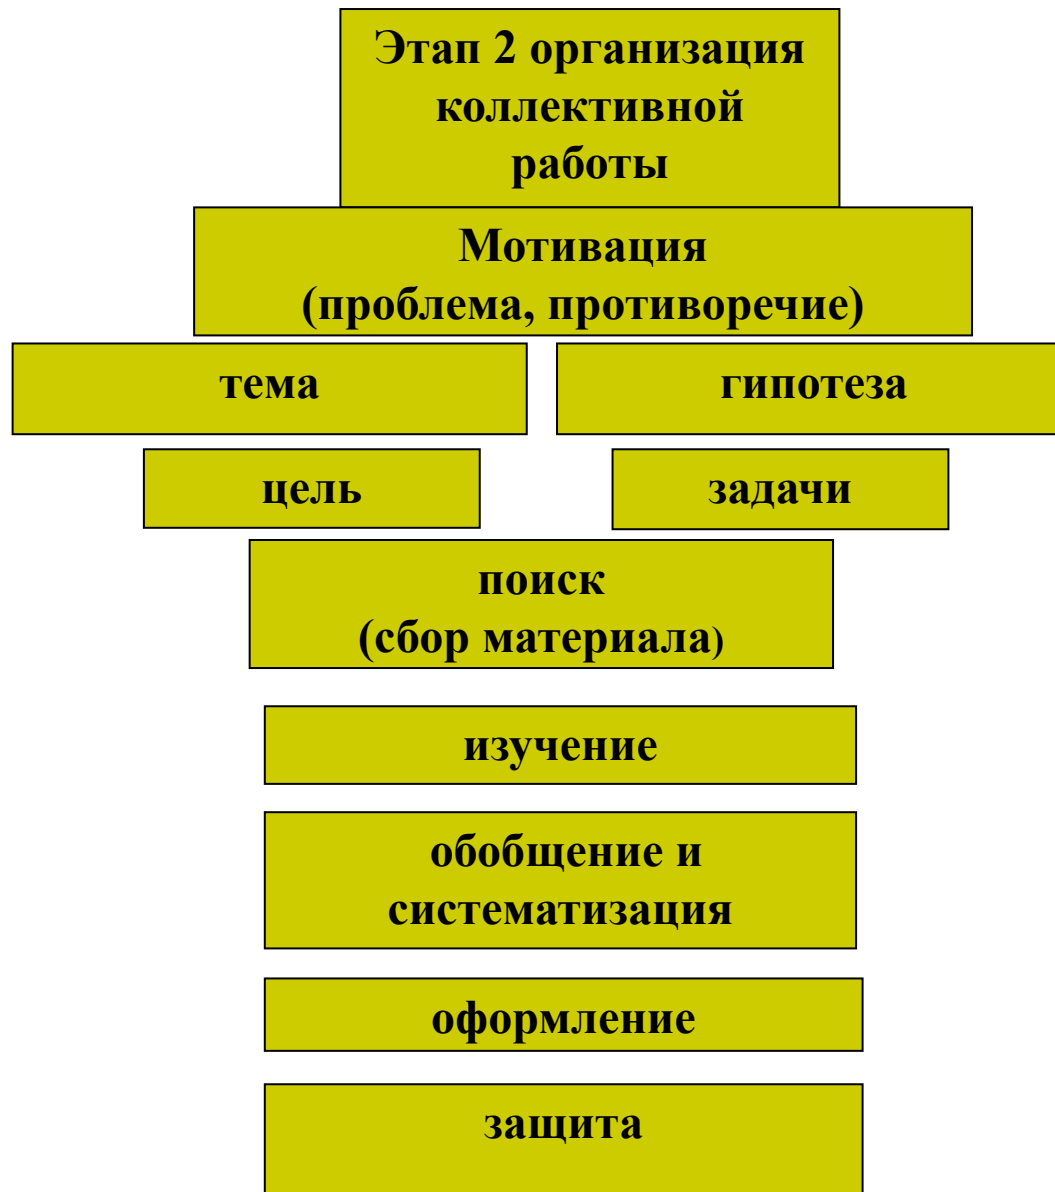 Этап 2 организация
коллективной
работы
Мотивация
(проблема, противоречие)
тема
гипотеза
цель
задачи
поиск
(сбор материала)
изучение
обобщение и
систематизация
оформление
защита